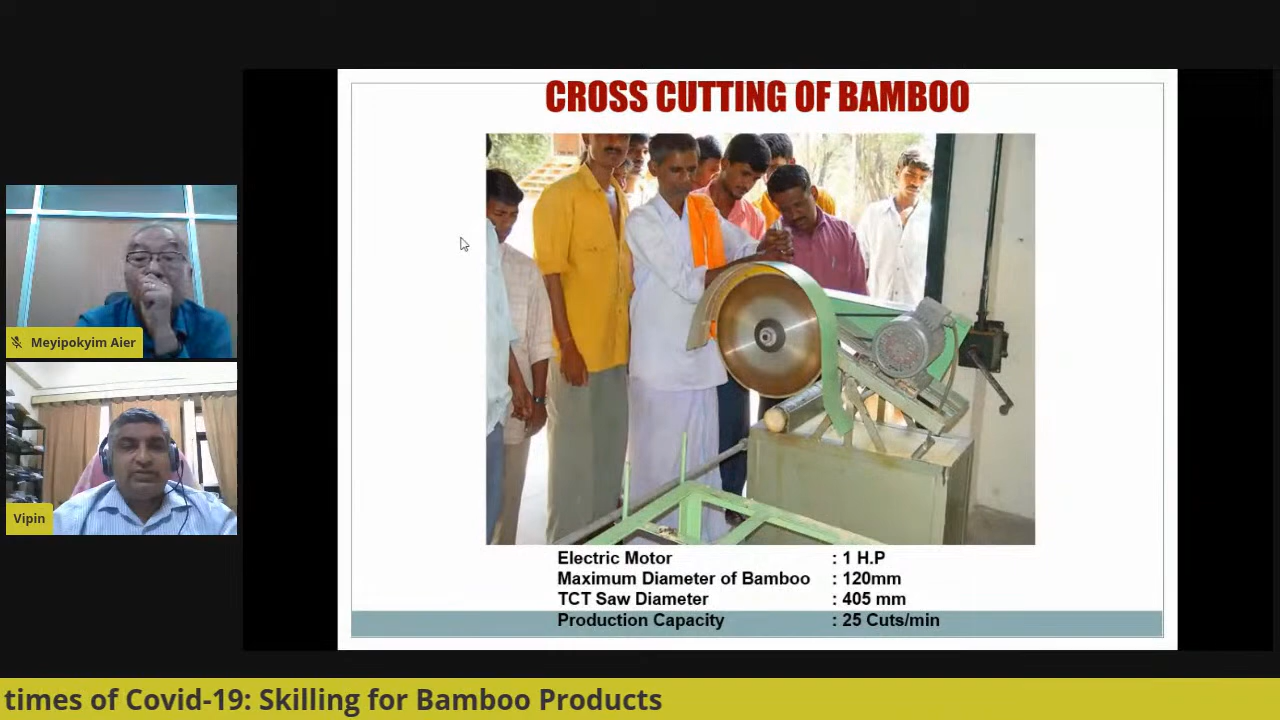 CROSS CUTTING OF BAMBOO
Meyipokyim Aier
Vipin
Electric Motor : 1 H.P
Maximum Diameter of Bamboo : 120mm
TCT Saw Diameter : 405 mm
Production Capacity : 25 Cuts/min
times of Covid-19: Skilling for Bamboo Products